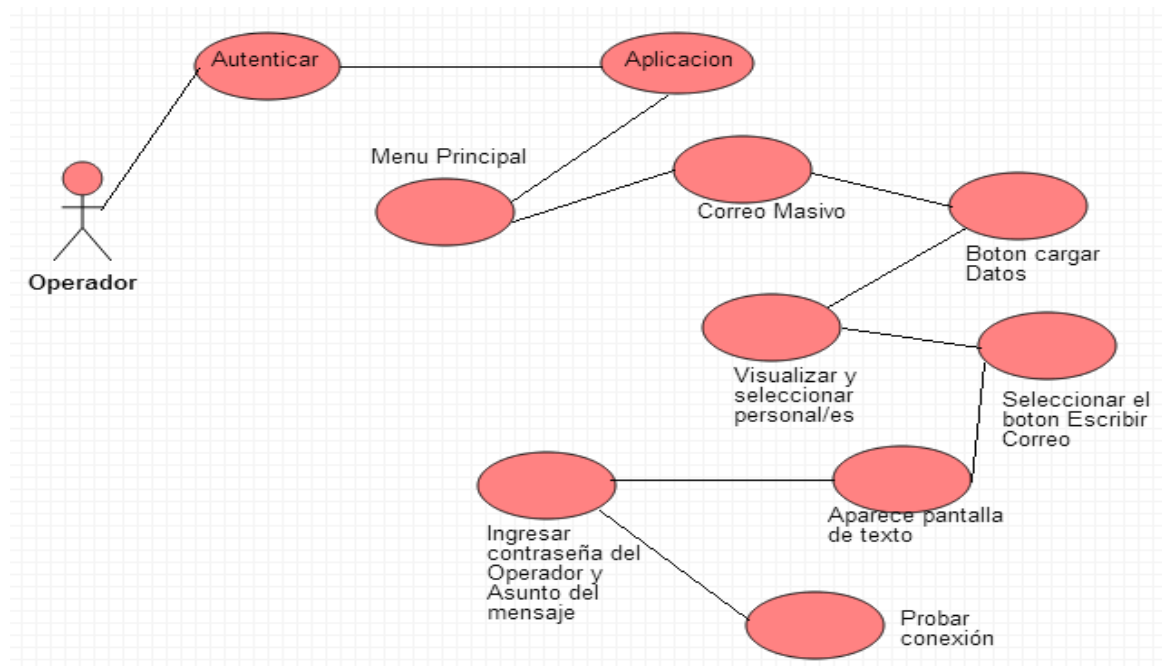 Autenticar
Aplicacion
Menu Principal
Correo Masivo
Operador
Boton cargar
Datos
Visualizar y
seleccionar
personal/es
Seleccionar el
boton Escribir
Correo
Aparece pantalla
de texto
Ingresar
contraseña del
Operador y
Asunto del
mensaje
Probar
conexión